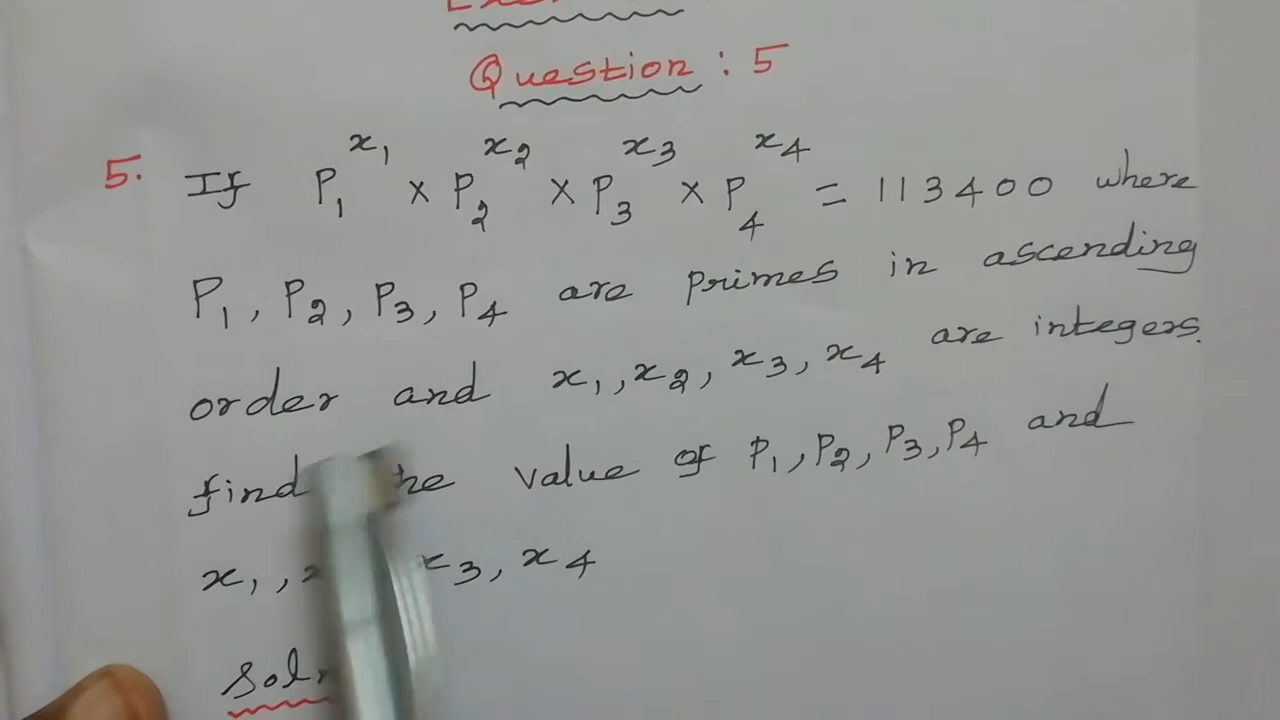 Question : 5
5. If P₁^x₁ × P₂^x₂ × P₃^x₃ × P₄^x₄ = 113400 where
P₁, P₂, P₃, P₄ are primes in ascending
order and x₁, x₂, x₃, x₄ are integers.
find value of P₁, P₂, P₃, P₄ and
x₁, x₃, x₄